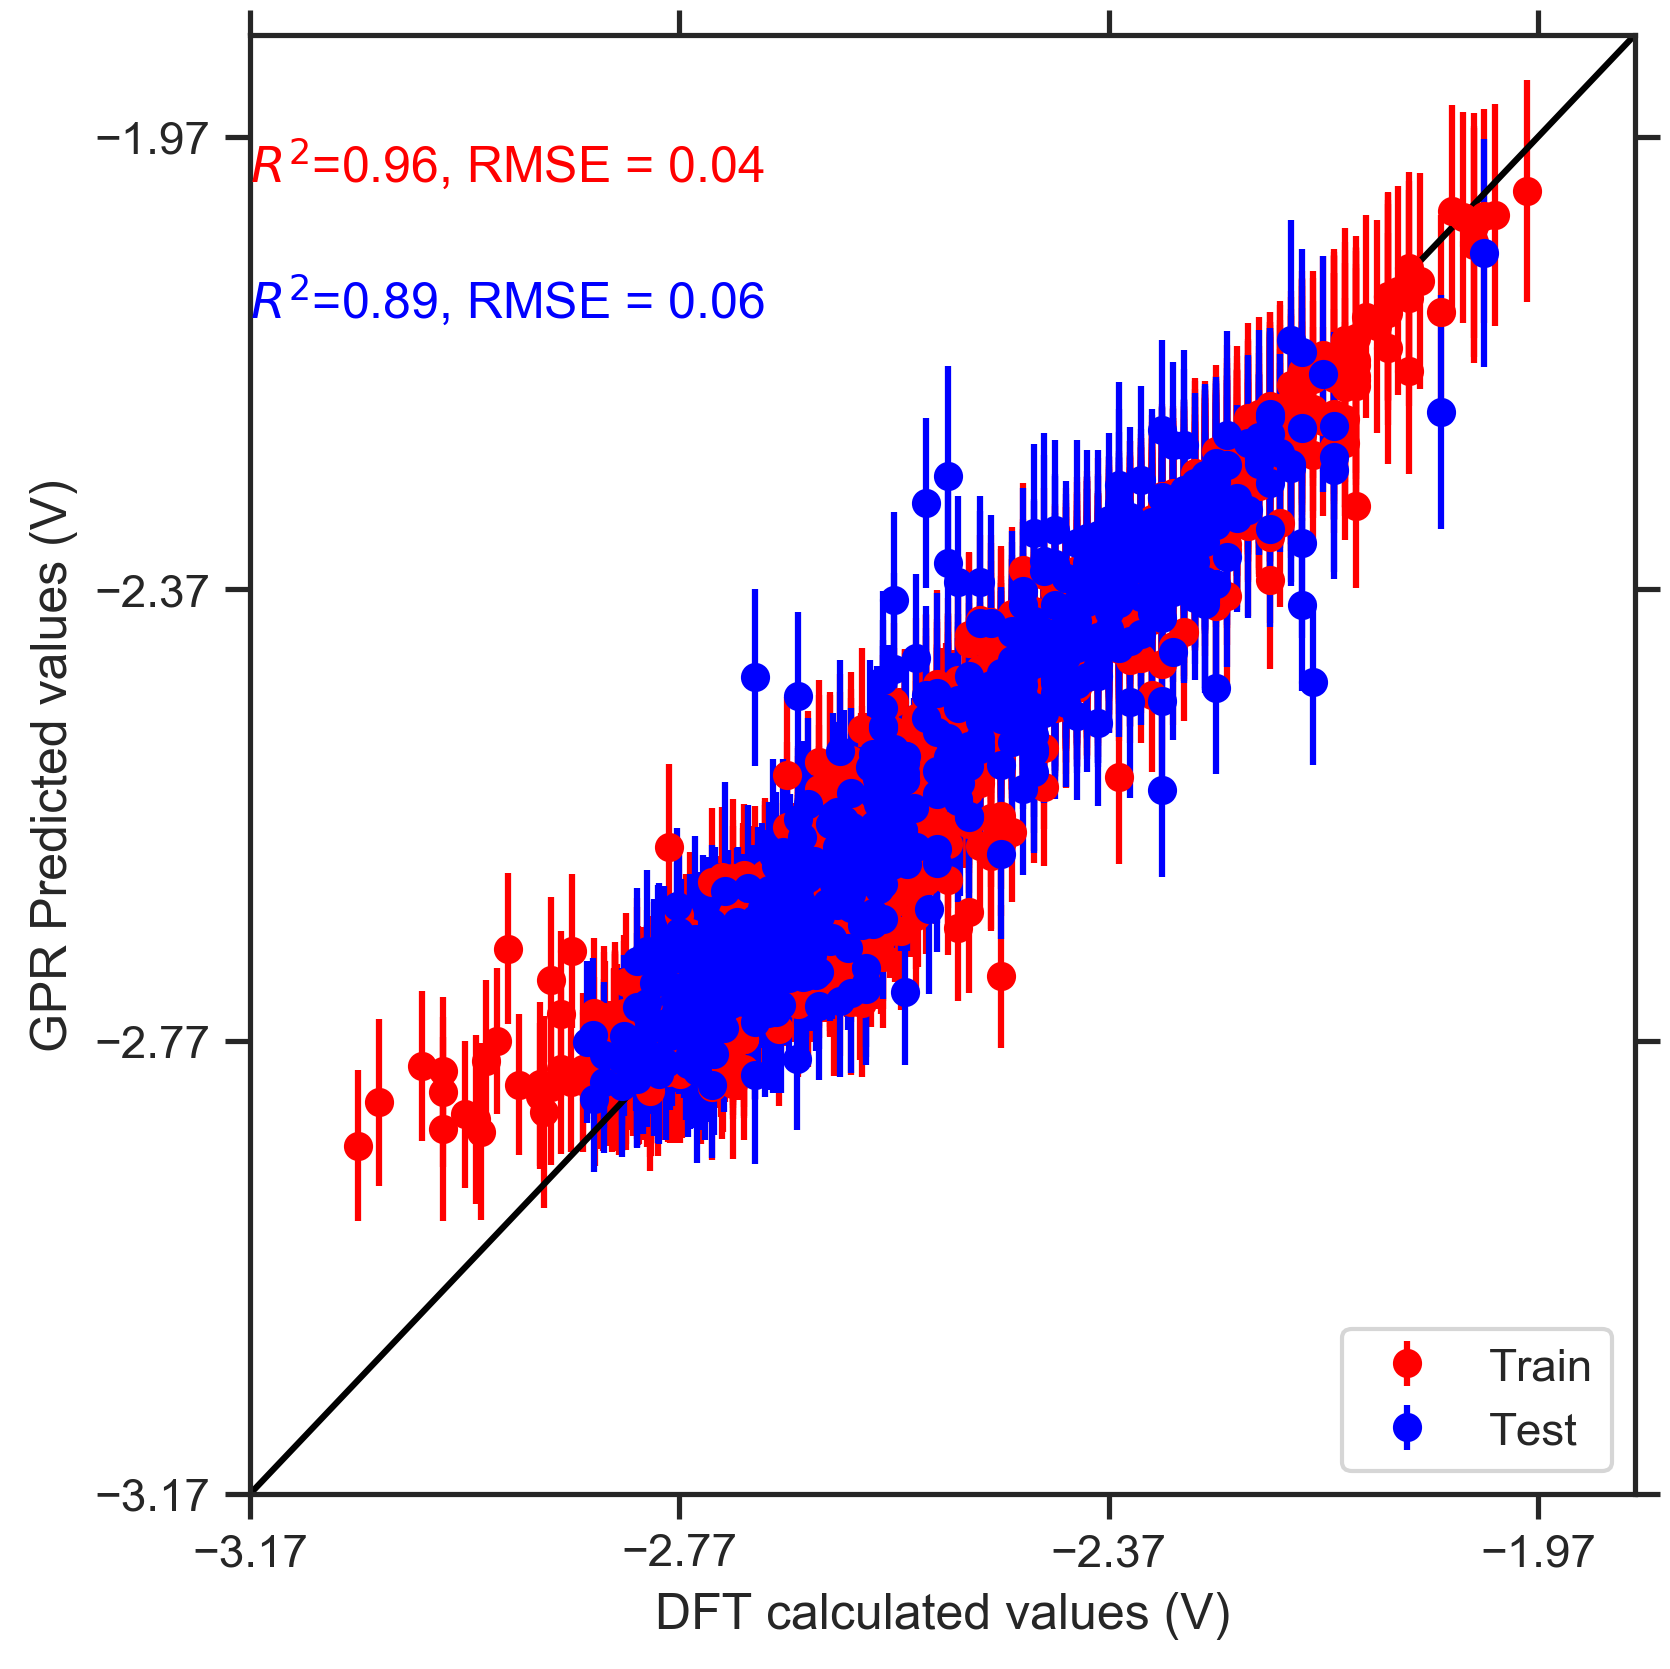 −1.97
R²=0.96, RMSE = 0.04
R²=0.89, RMSE = 0.06
−2.37
GPR Predicted values (V)
−2.77
Train
Test
−3.17
−3.17 −2.77 −2.37 −1.97
DFT calculated values (V)